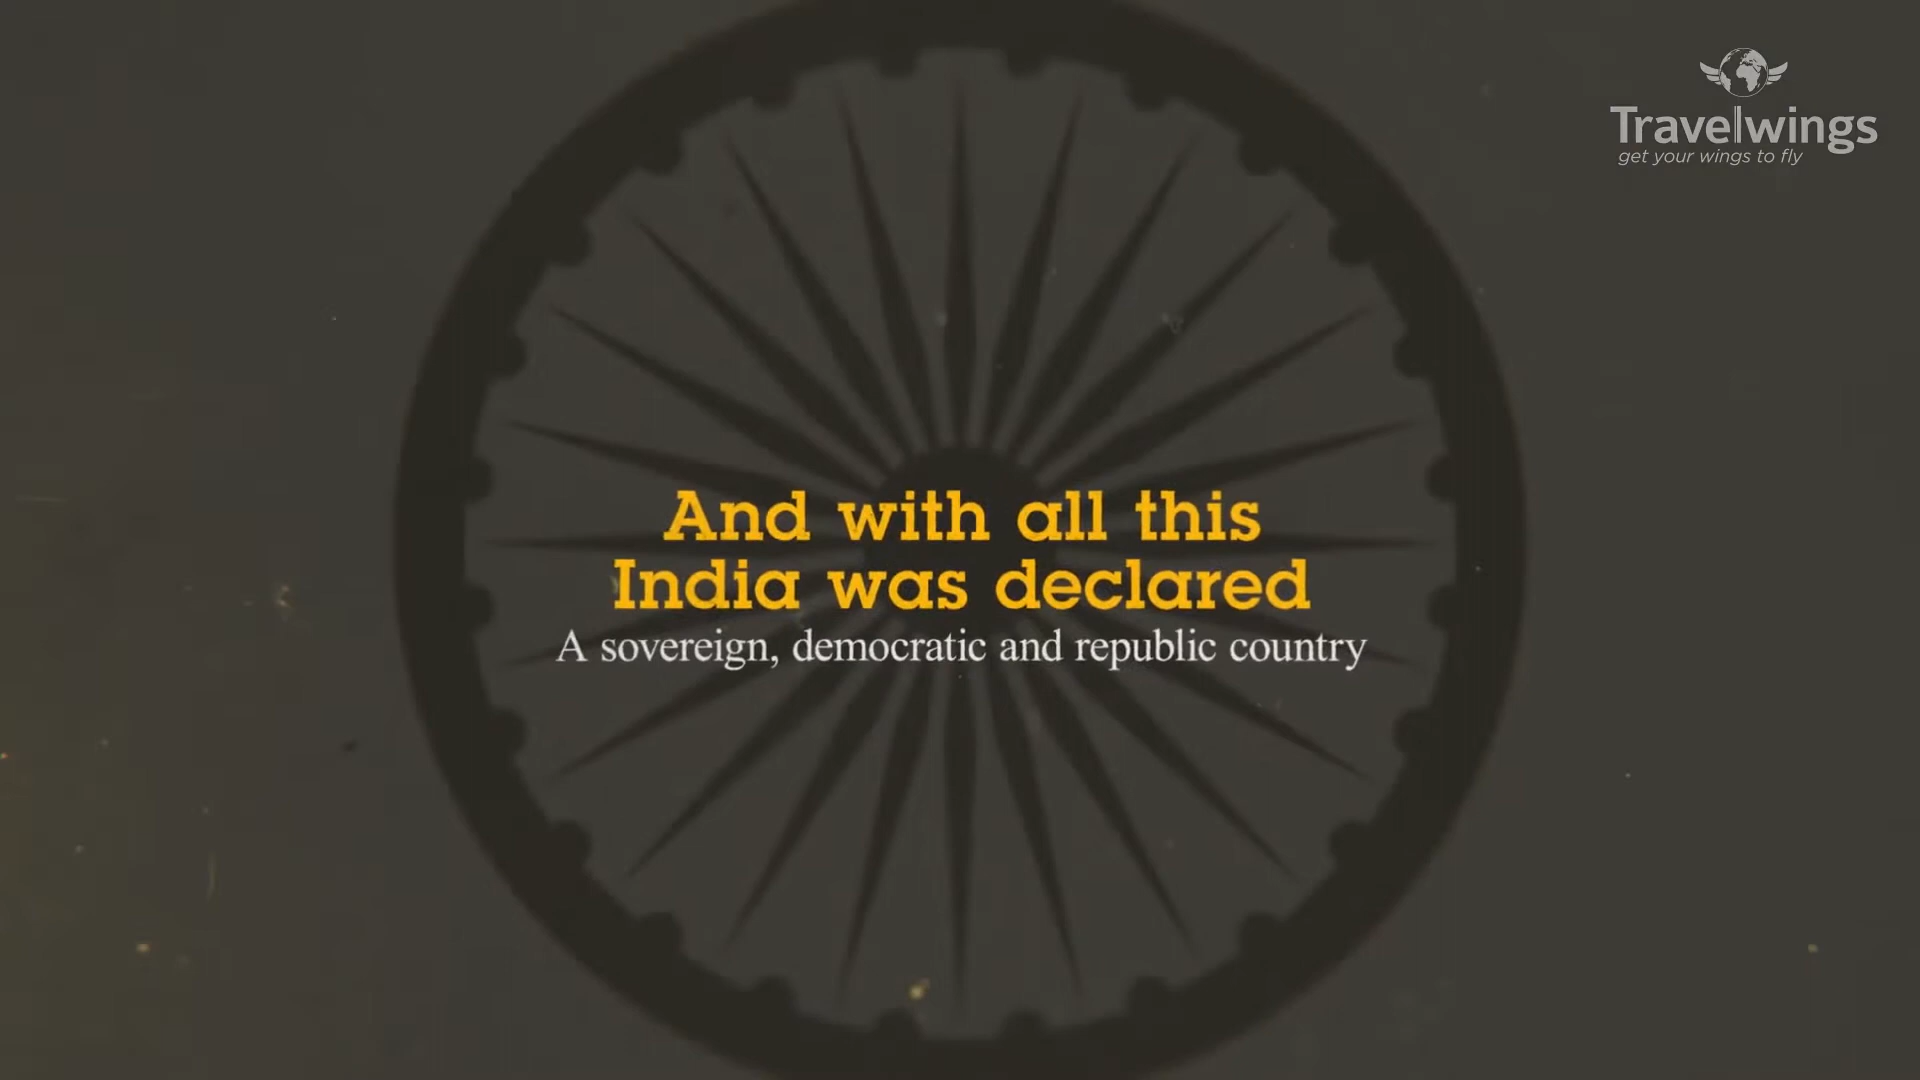 Travelwings
get your wings to fly
And with all this
India was declared
A sovereign, democratic and republic country